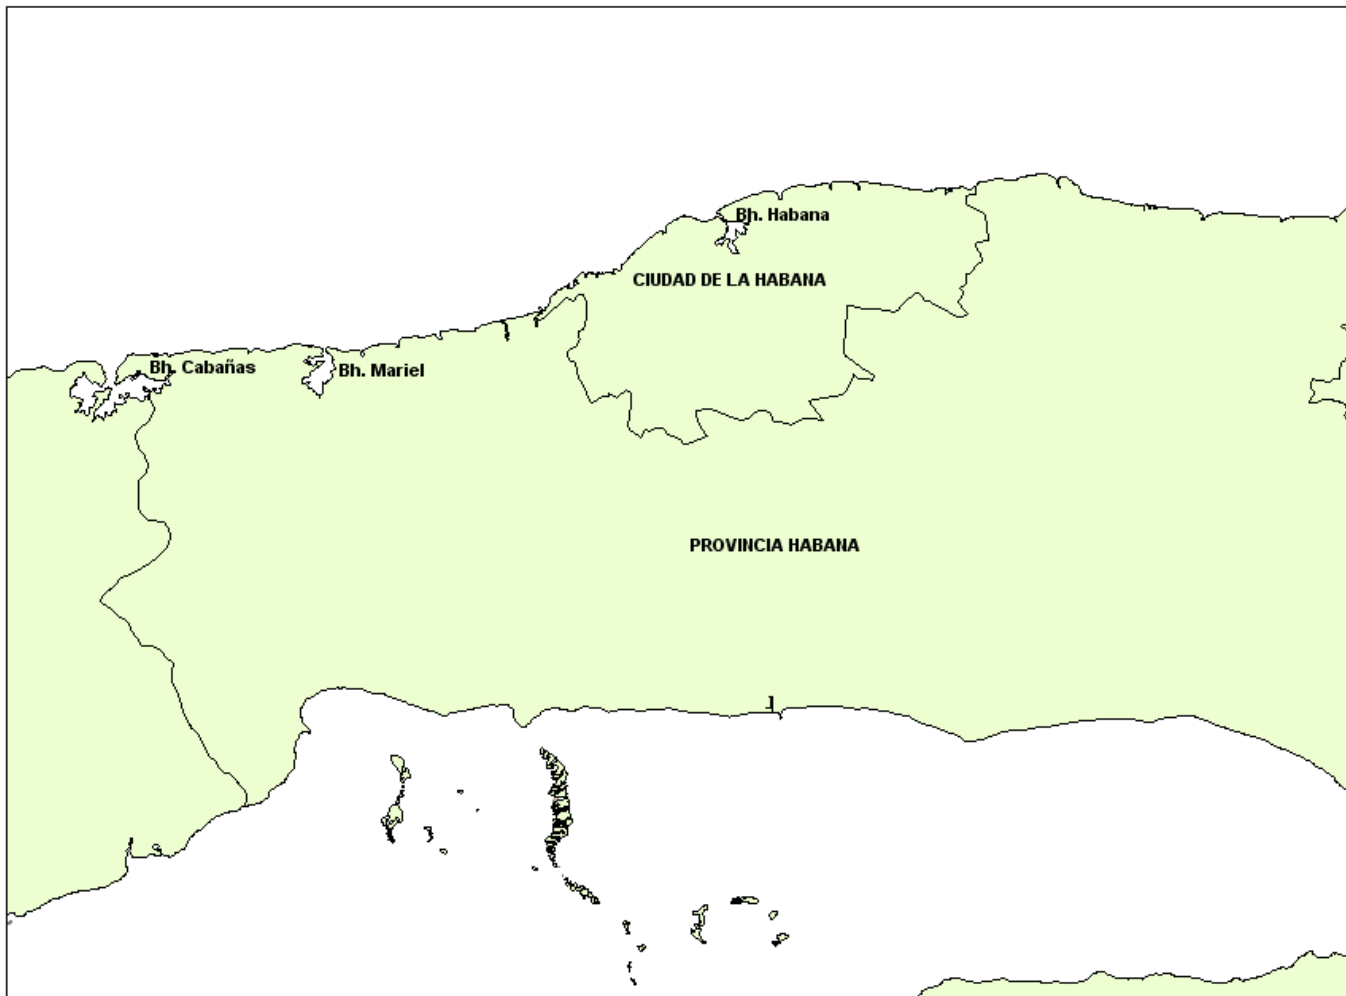 Bh. Habana
CIUDAD DE LA HABANA
Bh. Cabañas
Bh. Mariel
PROVINCIA HABANA